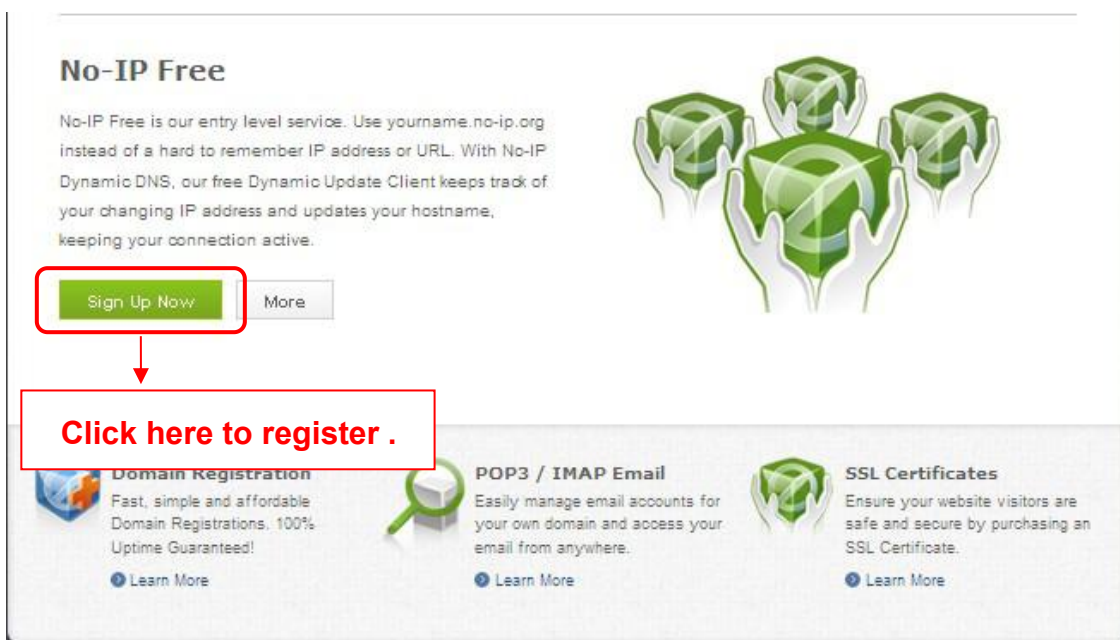 No-IP Free
No-IP Free is our entry level service. Use yourname.no-ip.org
instead of a hard to remember IP address or URL. With No-IP
Dynamic DNS, our free Dynamic Update Client keeps track of
your changing IP address and updates your hostname,
keeping your connection active.
Sign Up Now
More
Click here to register .
Domain Registration
Fast, simple and affordable
Domain Registrations. 100%
Uptime Guaranteed!
Learn More
POP3 / IMAP Email
Easily manage email accounts for
your own domain and access your
email from anywhere.
Learn More
SSL Certificates
Ensure your website visitors are
safe and secure by purchasing an
SSL Certificate.
Learn More